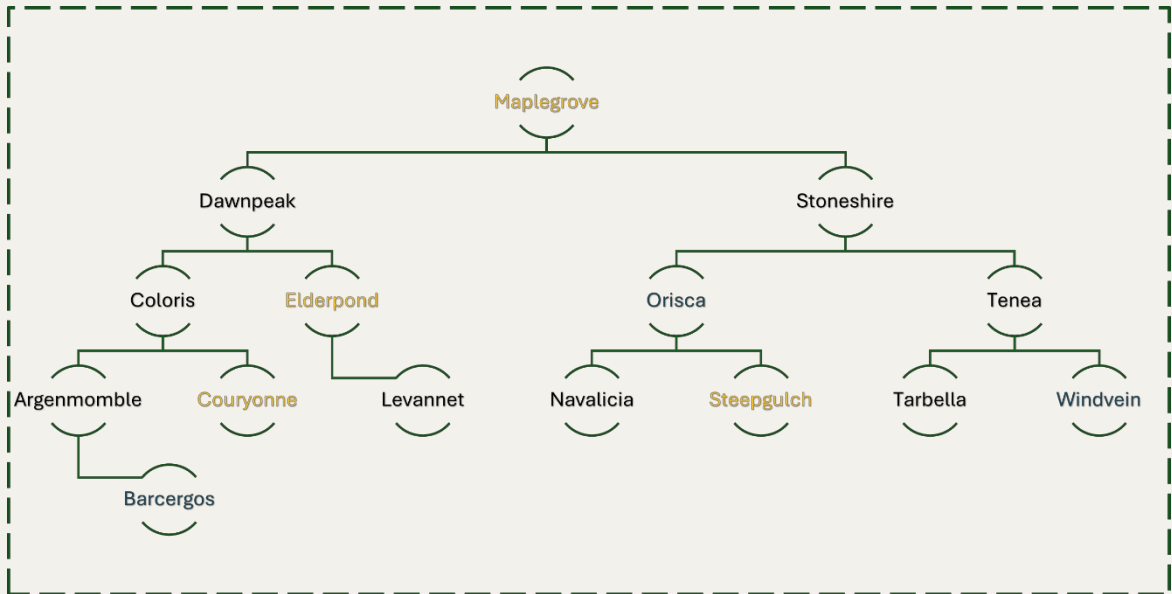 Maplegrove
Dawnpeak
Stoneshire
Coloris
Elderpond
Orisca
Tenea
Argenmomble
Couryonne
Levannet
Navalicia
Steepgulch
Tarbella
Windvein
Barcergos